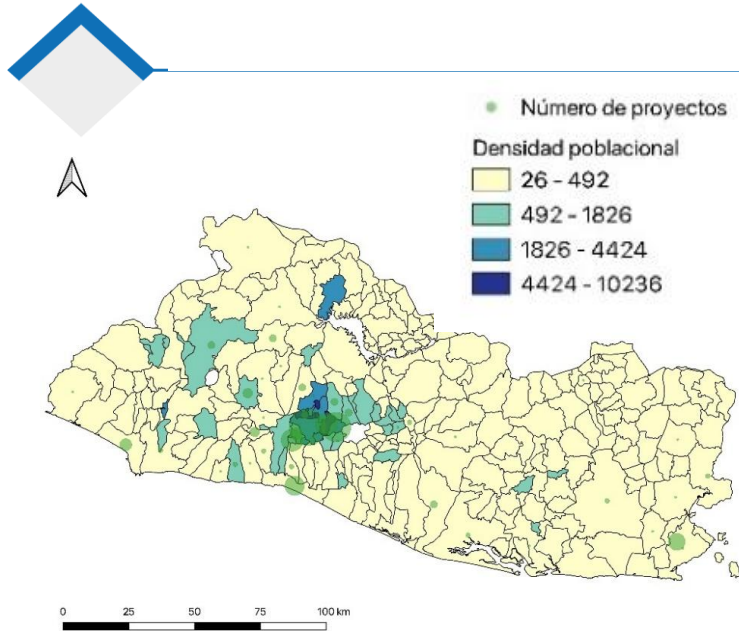 Número de proyectos
Densidad poblacional
26 - 492
492 - 1826
1826 - 4424
4424 - 10236
0 25 50 75 100 km